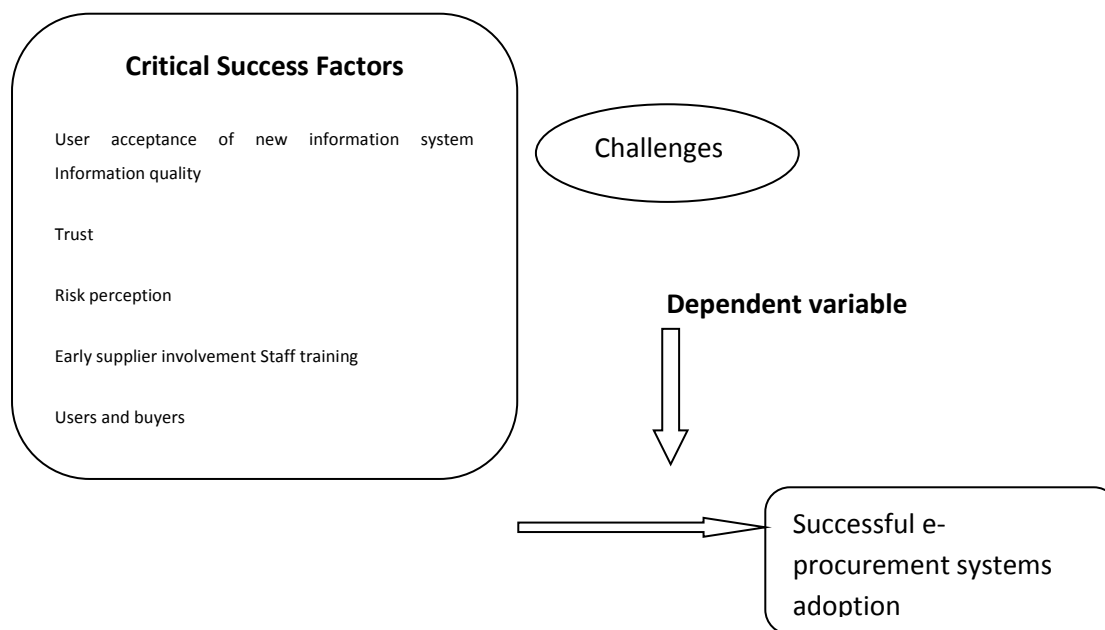 Critical Success Factors
User acceptance of new information system
Information quality
Trust
Risk perception
Early supplier involvement Staff training
Users and buyers
Challenges
Dependent variable
Successful e-
procurement systems
adoption